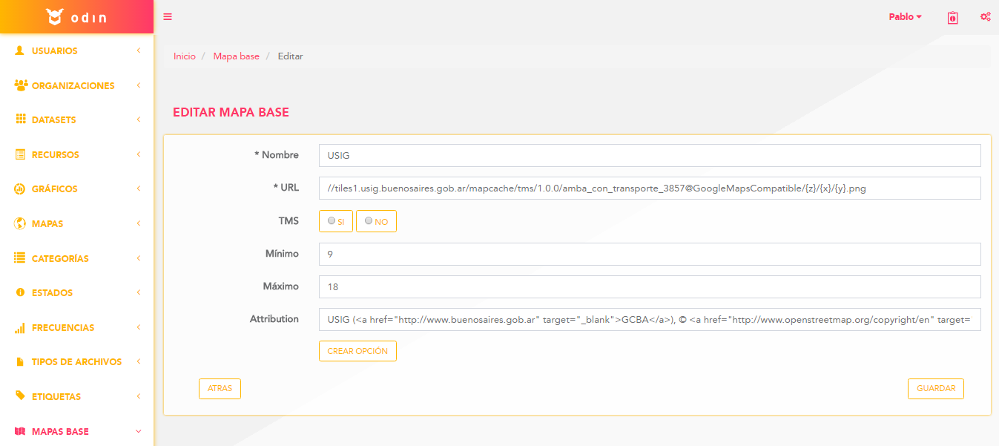 odin
Pablo
USUARIOS
ORGANIZACIONES
DATASETS
RECURSOS
GRÁFICOS
MAPAS
CATEGORÍAS
ESTADOS
FRECUENCIAS
TIPOS DE ARCHIVOS
ETIQUETAS
MAPAS BASE
Inicio / Mapa base / Editar
EDITAR MAPA BASE
* Nombre USIG
* URL //tiles1.usig.buenosaires.gob.ar/mapcache/tms/1.0.0/amba_con_transporte_3857@GoogleMapsCompatible/{z}/{x}/{y}.png
TMS SI NO
Mínimo 9
Máximo 18
Attribution USIG (<a href="http://www.buenosaires.gob.ar" target="_blank">GCBA</a>), © <a href="http://www.openstreetmap.org/copyright/en" target=
CREAR OPCIÓN
ATRAS GUARDAR